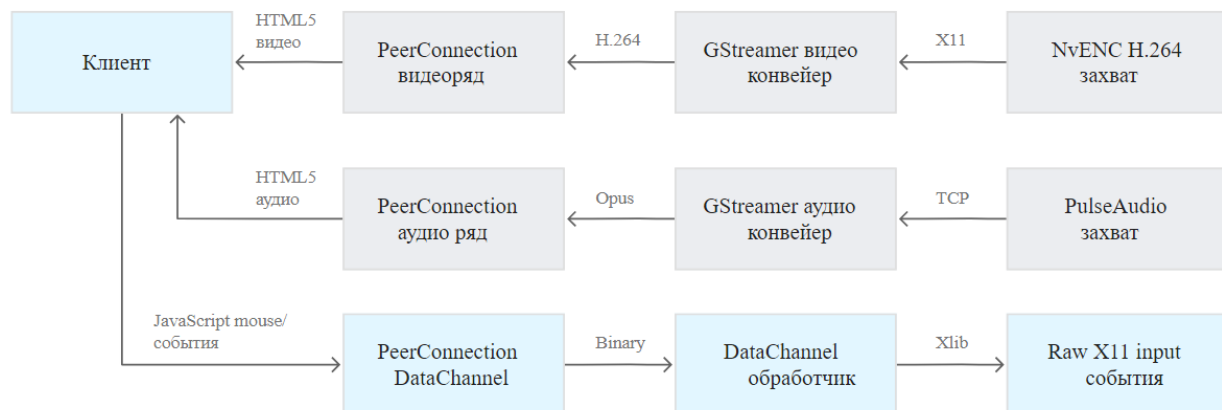 HTML5
видео
Клиент
PeerConnection
видеоряд
H.264
GStreamer видео
конвейер
X11
NvENC H.264
захват
HTML5
аудио
PeerConnection
аудио ряд
Opus
GStreamer аудио
конвейер
TCP
PulseAudio
захват
JavaScript mouse/
события
PeerConnection
DataChannel
Binary
DataChannel
обработчик
Xlib
Raw X11 input
события